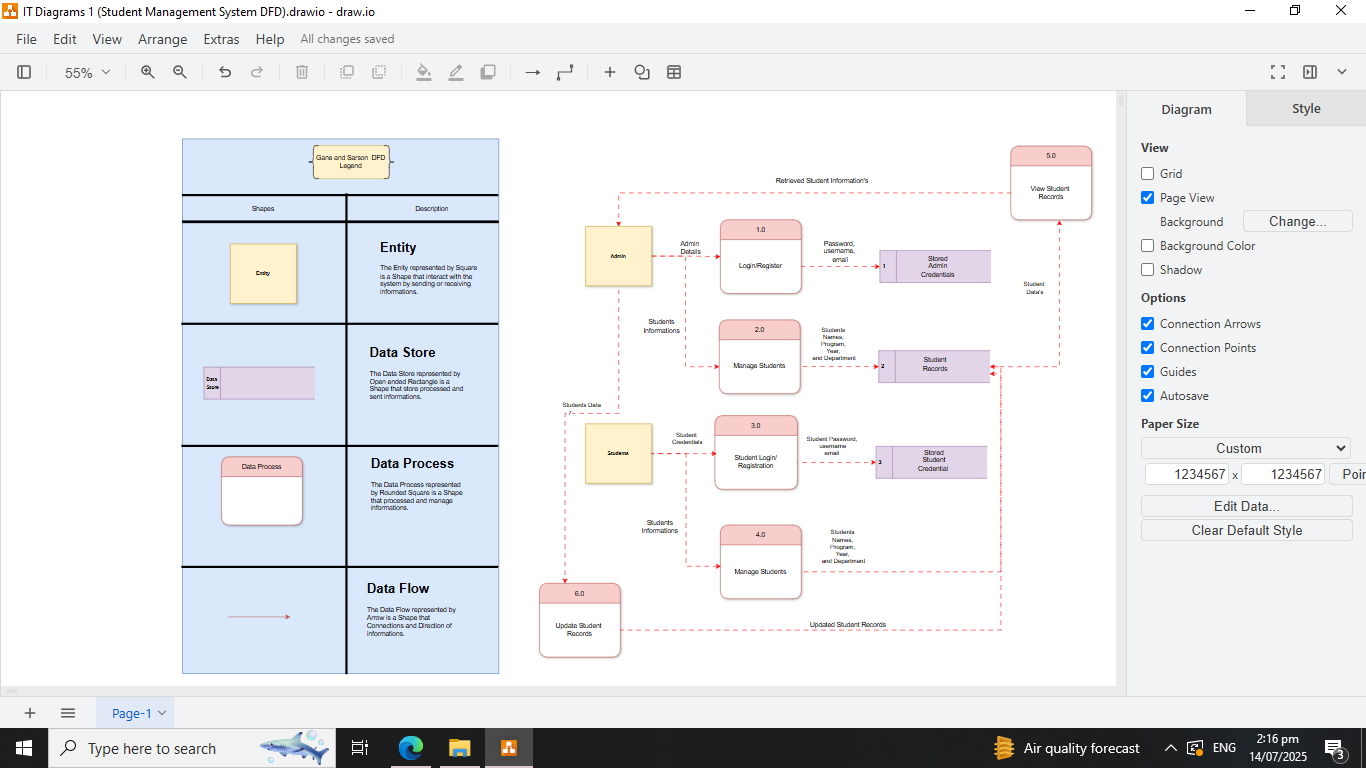 IT Diagrams 1 (Student Management System DFD).drawio - draw.io
File Edit View Arrange Extras Help All changes saved
55%
Diagram
Style
View
Grid
Page View
Background
Change...
Background Color
Shadow
Options
Connection Arrows
Connection Points
Guides
Autosave
Paper Size
Custom
1234567 x 1234567 Poin
Edit Data...
Clear Default Style
Gane and Sarson DFD
Legend
Shapes
Description
Entity
Entity
The Enity represented by Square
is a Shape that interact with the
system by sending or receiving
informations.
Data
Store
Data Store
The Data Store represented by
Open ended Rectangle is a
Shape that store processed and
sent informations.
Data Process
Data Process
The Data Process represented
by Rounded Square is a Shape
that processed and manage
informations.
Data Flow
The Data Flow represented by
Arrow is a Shape that
Connections and Direction of
informations.
Retrieved Student Information's
5.0
View Student
Records
Admin
Admin
Details
1.0
Login/Register
Password,
username,
email
1
Stored
Admin
Credentials
Student
Data's
Students
Informations
2.0
Manage Students
Students
Names,
Program,
Year,
and Department
2
Student
Records
Students Data
/
Students
Student
Credentials
3.0
Student Login/
Registration
Student Password,
username
email
3
Stored
Student
Credential
Students
Informations
4.0
Manage Students
Students
Names,
Program,
Year,
and Department
6.0
Update Student
Records
Updated Student Records
Page-1
Type here to search
Air quality forecast
ENG
2:16 pm
14/07/2025
3